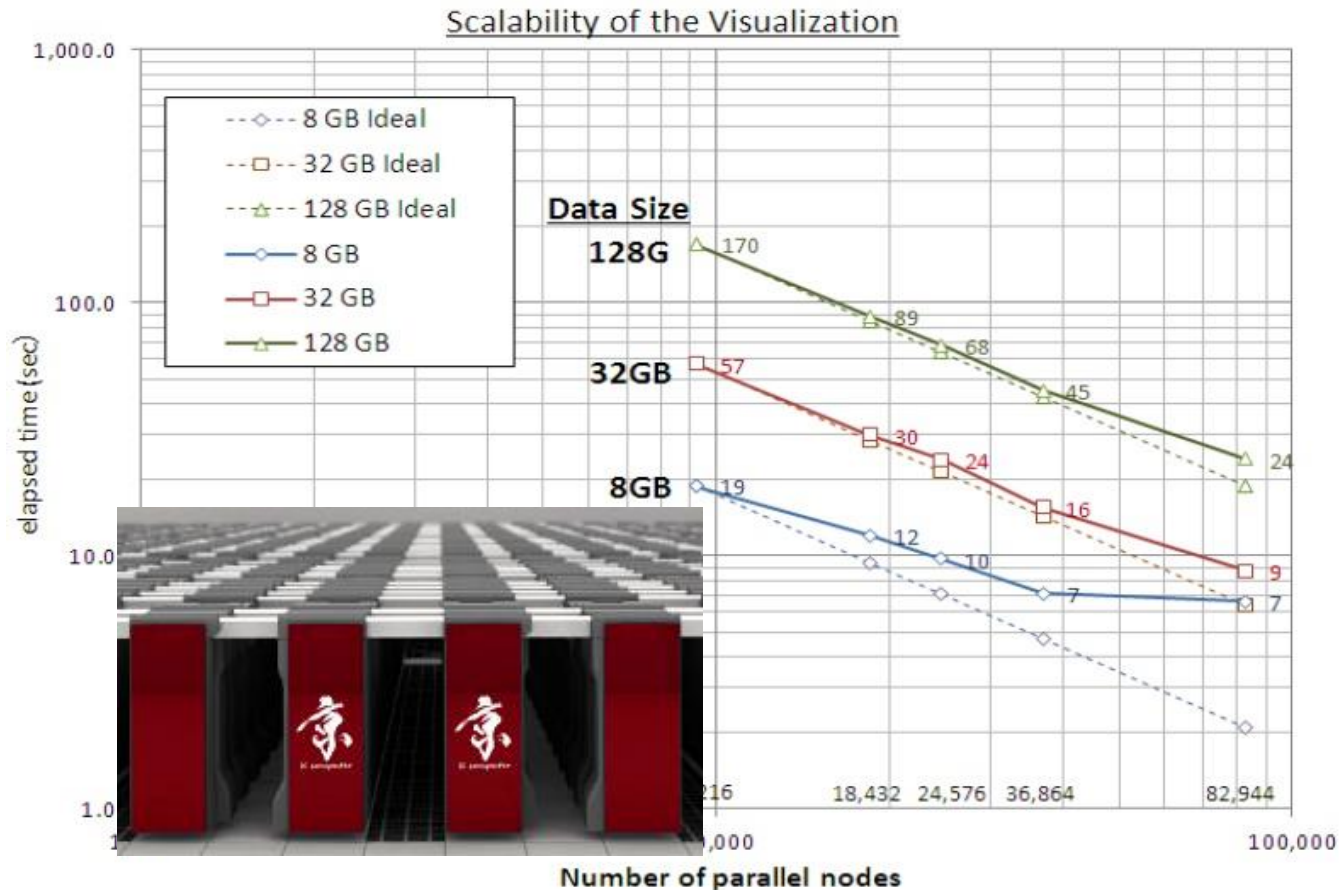 Scalability of the Visualization
1,000.0
100.0
10.0
1.0
elapsed time (sec)
8 GB Ideal
32 GB Ideal
128 GB Ideal
8 GB
32 GB
128 GB
Data Size
128G
32GB
8GB
170
89
68
45
24
57
30
24
16
9
19
12
10
7
7
京
京
18,432 24,576 36,864 82,944
100,000
Number of parallel nodes